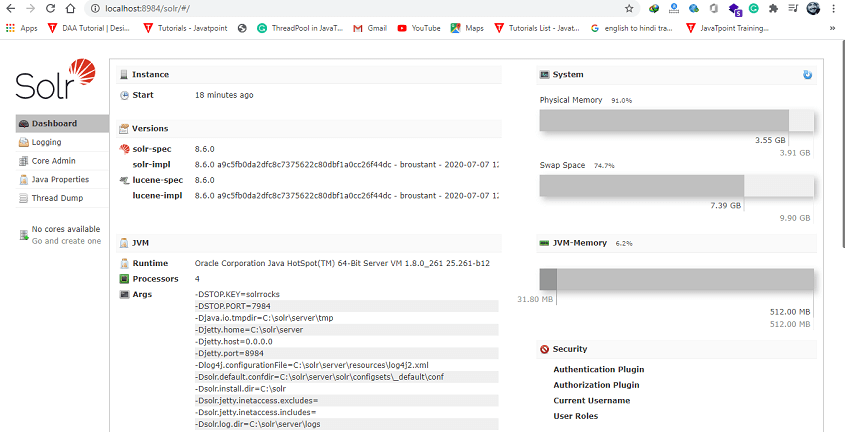 localhost:8984/solr/#/
Apps
DAA Tutorial | Desi...
Tutorials - Javatpoint
ThreadPool in JavaT...
Gmail
YouTube
Maps
Tutorials List - Javat...
english to hindi tra...
JavaTpoint Training...
»
Solr
Dashboard
Logging
Core Admin
Java Properties
Thread Dump
No cores available
Go and create one
Instance
Start 18 minutes ago
Versions
solr-spec 8.6.0
solr-impl 8.6.0 a9c5fb0da2dfc8c7375622c80dbf1a0cc26f44dc - broustant - 2020-07-07 12
lucene-spec 8.6.0
lucene-impl 8.6.0 a9c5fb0da2dfc8c7375622c80dbf1a0cc26f44dc - broustant - 2020-07-07 12
JVM
Runtime Oracle Corporation Java HotSpot(TM) 64-Bit Server VM 1.8.0_261 25.261-b12
Processors 4
Args -DSTOP.KEY=solrrocks
-DSTOP.PORT=7984
-Djava.io.tmpdir=C:\solr\server\tmp
-Djetty.home=C:\solr\server
-Djetty.host=0.0.0.0
-Djetty.port=8984
-Dlog4j.configurationFile=C:\solr\server\resources\log4j2.xml
-Dsolr.default.confdir=C:\solr\server\solr\configsets\_default\conf
-Dsolr.install.dir=C:\solr
-Dsolr.jetty.inetaccess.excludes=
-Dsolr.jetty.inetaccess.includes=
-Dsolr.log.dir=C:\solr\server\logs
System
Physical Memory 91.0%
3.55 GB
3.91 GB
Swap Space 74.7%
7.39 GB
9.90 GB
JVM-Memory 6.2%
31.80 MB
512.00 MB
512.00 MB
Security
Authentication Plugin
Authorization Plugin
Current Username
User Roles